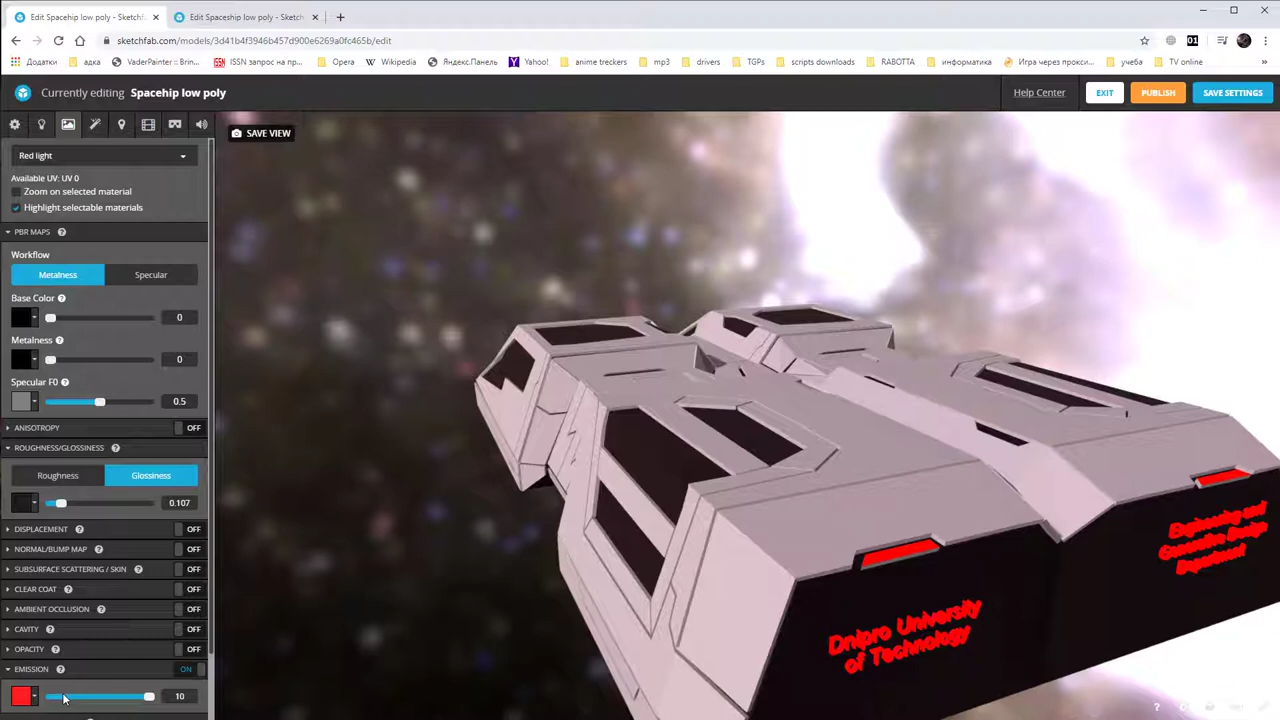 Edit Spaceship low poly - Sketchf
Edit Spaceship low poly - Sketch
sketchfab.com/models/3d41b4f3946b457d900e6269a0fc465b/edit
Додатки
адка
VaderPainter :: Brin...
ISSN запрос на пр...
Opera
Wikipedia
Яндекс.Панель
Yahoo!
anime treckers
mp3
drivers
TGPs
scripts downloads
RABOTTA
информатика
Игра через прокси...
учеба
TV online
Currently editing Spacehip low poly
Help Center
EXIT
PUBLISH
SAVE SETTINGS
SAVE VIEW
Red light
Available UV: UV 0
Zoom on selected material
Highlight selectable materials
PBR MAPS
Workflow
Metalness
Specular
Base Color
0
Metalness
0
Specular F0
0.5
ANISOTROPY
OFF
ROUGHNESS/GLOSSINESS
Roughness
Glossiness
0.107
DISPLACEMENT
OFF
NORMAL/BUMP MAP
OFF
SUBSURFACE SCATTERING / SKIN
OFF
CLEAR COAT
OFF
AMBIENT OCCLUSION
OFF
CAVITY
OFF
OPACITY
OFF
EMISSION
ON
10
Dnipro University
of Technology
Engineering and
Generative Design
Department